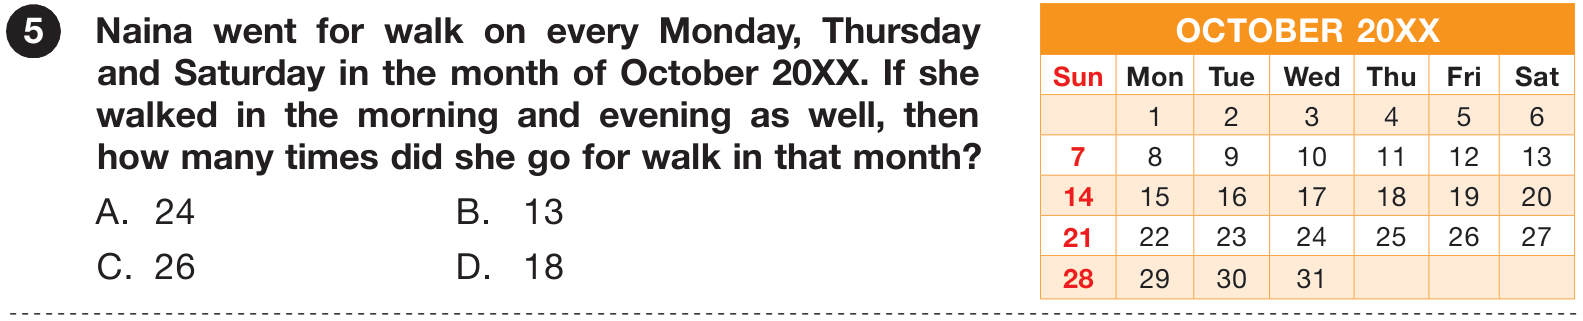 5 Naina went for walk on every Monday, Thursday
and Saturday in the month of October 20XX. If she
walked in the morning and evening as well, then
how many times did she go for walk in that month?
A. 24 B. 13
C. 26 D. 18
OCTOBER 20XX
Sun Mon Tue Wed Thu Fri Sat
1 2 3 4 5 6
7 8 9 10 11 12 13
14 15 16 17 18 19 20
21 22 23 24 25 26 27
28 29 30 31